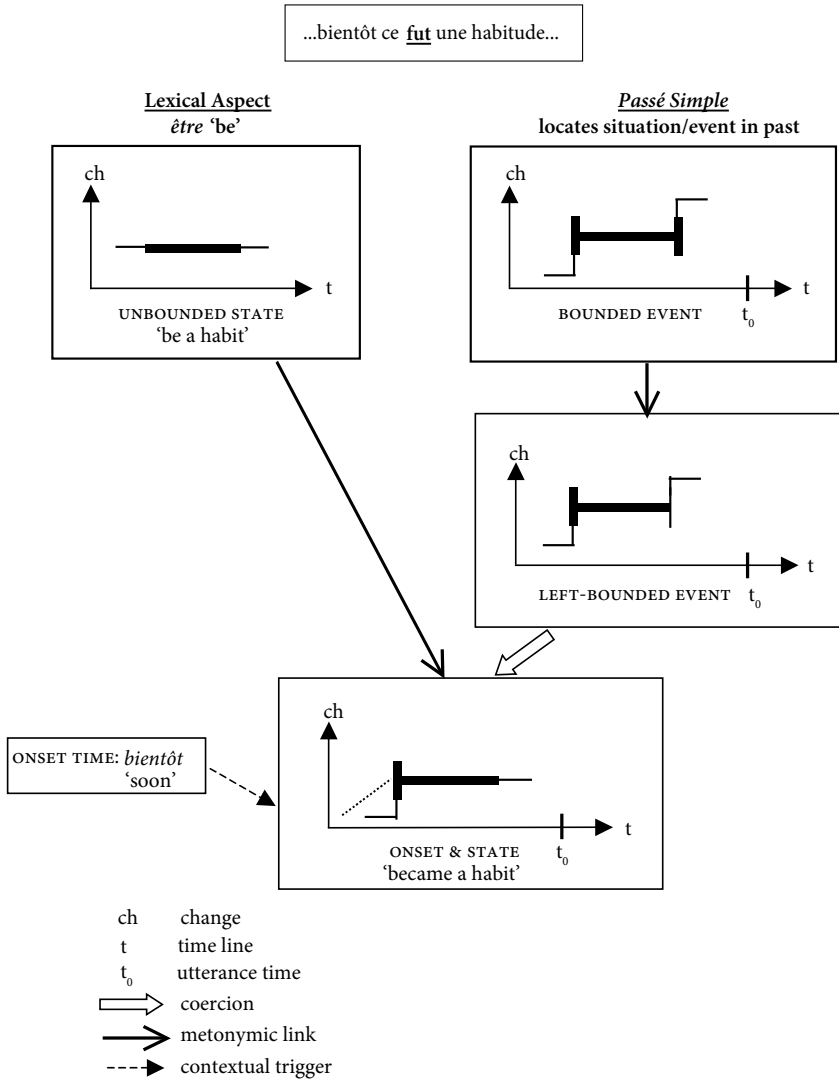 ...bientôt ce fut une habitude...
Lexical Aspect
être ‘be’
ch
t
UNBOUNDED STATE
‘be a habit’
Passé Simple
locates situation/event in past
ch
t
t0
BOUNDED EVENT
ch
t
LEFT-BOUNDED EVENT t0
ONSET TIME: bientôt
‘soon’
ch
t
ONSET & STATE t0
‘became a habit’
ch change
t time line
t0 utterance time
coercion
metonymic link
contextual trigger